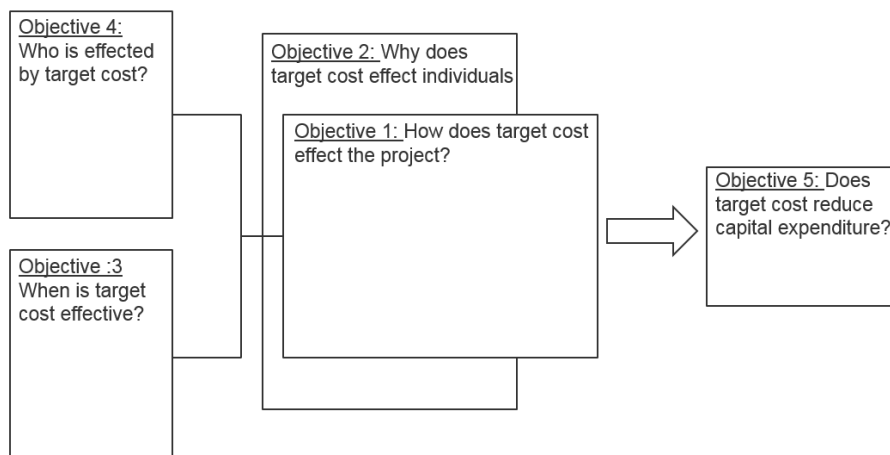 Objective 4:
Who is effected
by target cost?
Objective 2: Why does
target cost effect individuals
Objective 1: How does target cost
effect the project?
Objective 5: Does
target cost reduce
capital expenditure?
Objective :3
When is target
cost effective?